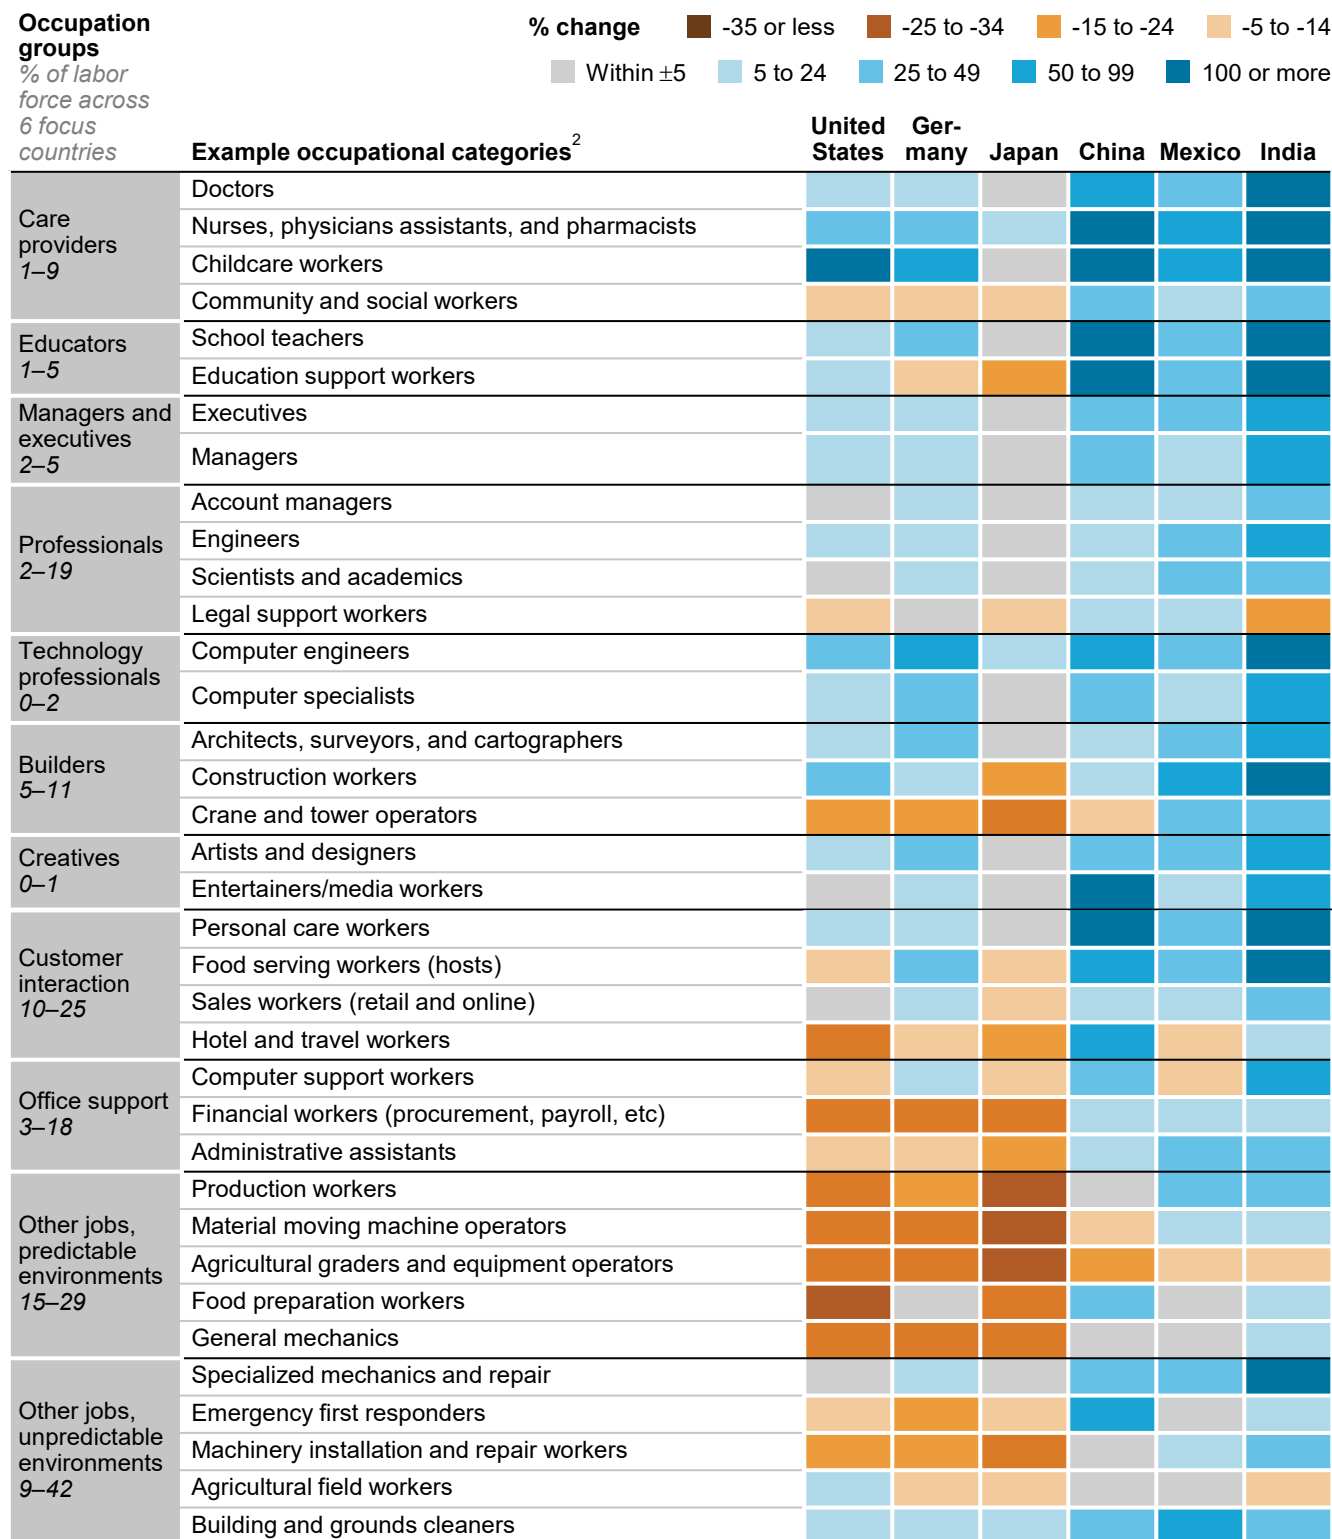 Occupation
groups
% of labor
force across
6 focus
countries
% change
-35 or less
-25 to -34
-15 to -24
-5 to -14
Within ±5
5 to 24
25 to 49
50 to 99
100 or more
Example occupational categories2
United
States
Ger-
many
Japan
China
Mexico
India
Care
providers
1–9
Doctors
Nurses, physicians assistants, and pharmacists
Childcare workers
Community and social workers
Educators
1–5
School teachers
Education support workers
Managers and
executives
2–5
Executives
Managers
Professionals
2–19
Account managers
Engineers
Scientists and academics
Legal support workers
Technology
professionals
0–2
Computer engineers
Computer specialists
Builders
5–11
Architects, surveyors, and cartographers
Construction workers
Crane and tower operators
Creatives
0–1
Artists and designers
Entertainers/media workers
Customer
interaction
10–25
Personal care workers
Food serving workers (hosts)
Sales workers (retail and online)
Hotel and travel workers
Office support
3–18
Computer support workers
Financial workers (procurement, payroll, etc)
Administrative assistants
Other jobs,
predictable
environments
15–29
Production workers
Material moving machine operators
Agricultural graders and equipment operators
Food preparation workers
General mechanics
Other jobs,
unpredictable
environments
9–42
Specialized mechanics and repair
Emergency first responders
Machinery installation and repair workers
Agricultural field workers
Building and grounds cleaners